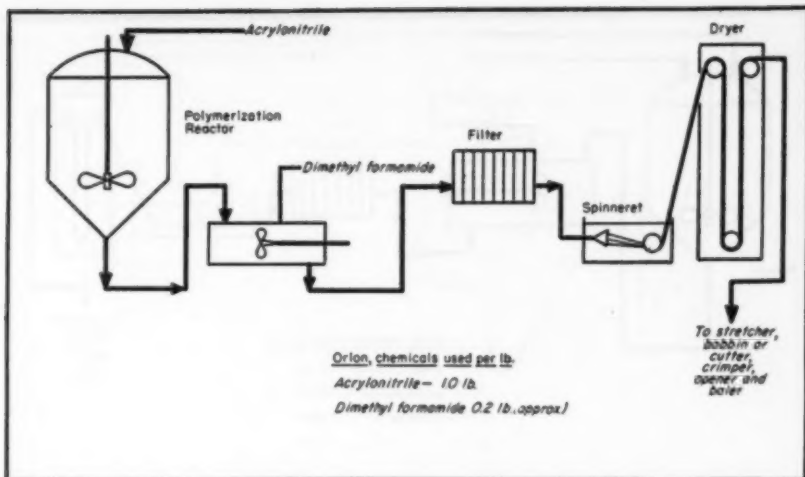 Acrylonitrile
Dryer
Polymerization
Reactor
Filter
Dimethyl formamide
Spinneret
To stretcher,
bobbin or
cutter,
crimper,
opener and
baler
Orlon, chemicals used per lb.
Acrylonitrile— 1.0 lb.
Dimethyl formamide 0.2 lb.(approx.)